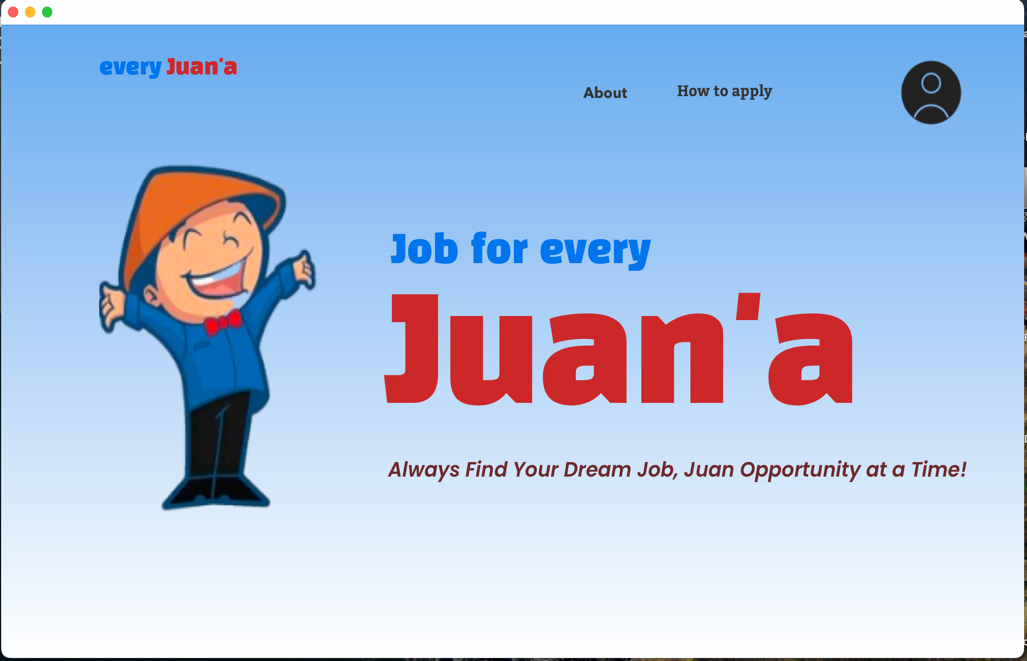 every Juan'a
About
How to apply
Job for every
Juan'a
Always Find Your Dream Job, Juan Opportunity at a Time!